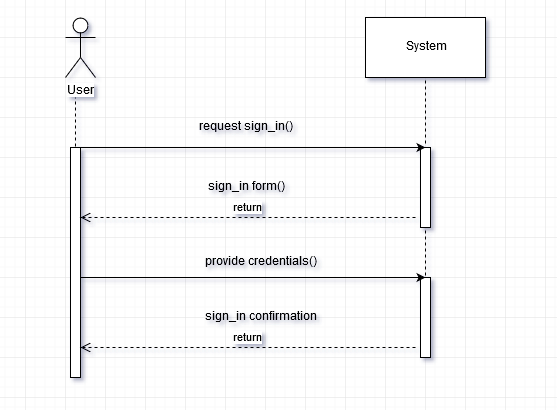 User
System
request sign_in()
sign_in form()
return
provide credentials()
sign_in confirmation
return